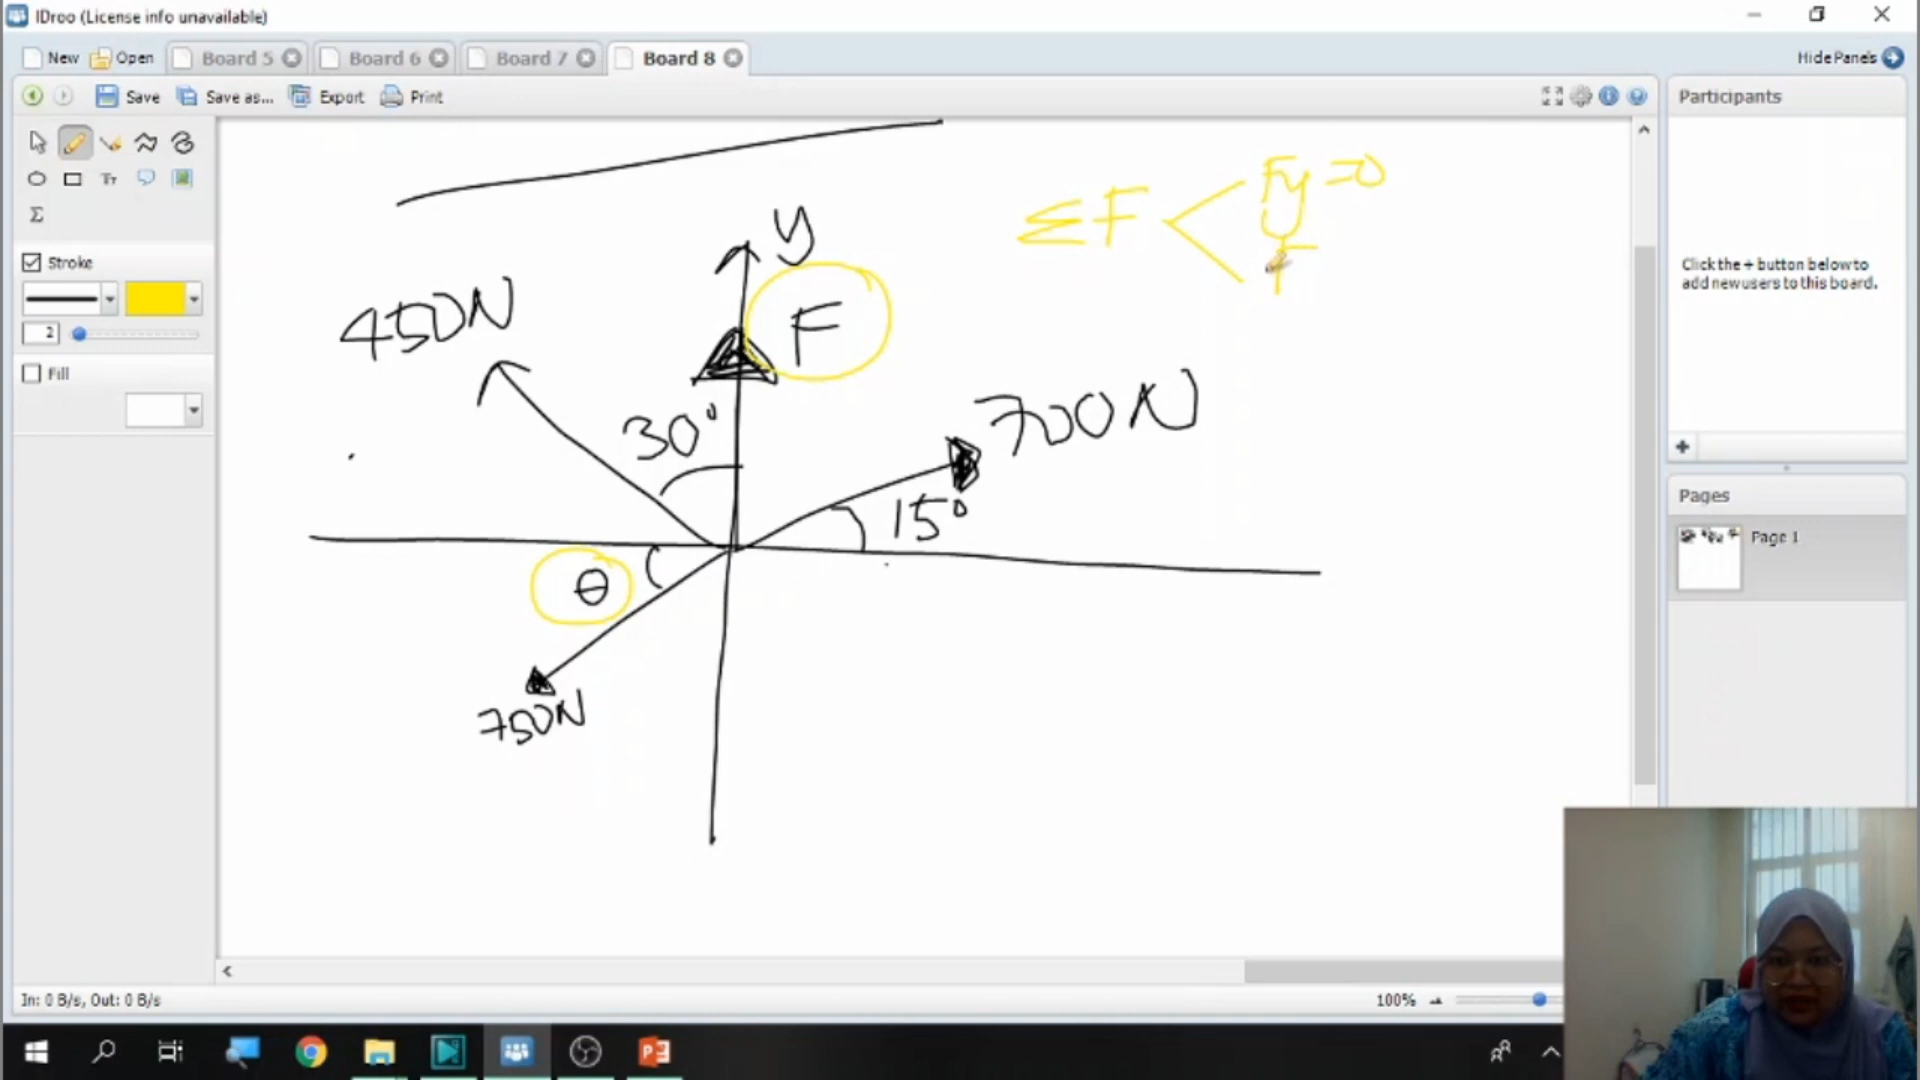 IDroo (License info unavailable)
New Open Board 5 Board 6 Board 7 Board 8 Hide Panels
Save Save as... Export Print
Participants
Click the + button below to
add new users to this board.
Stroke
2
Fill
Pages
Page 1
ΣF < Fy = 0
F
y
450N
F
30°
700N
15°
θ
750N
In: 0 B/s, Out: 0 B/s
100%